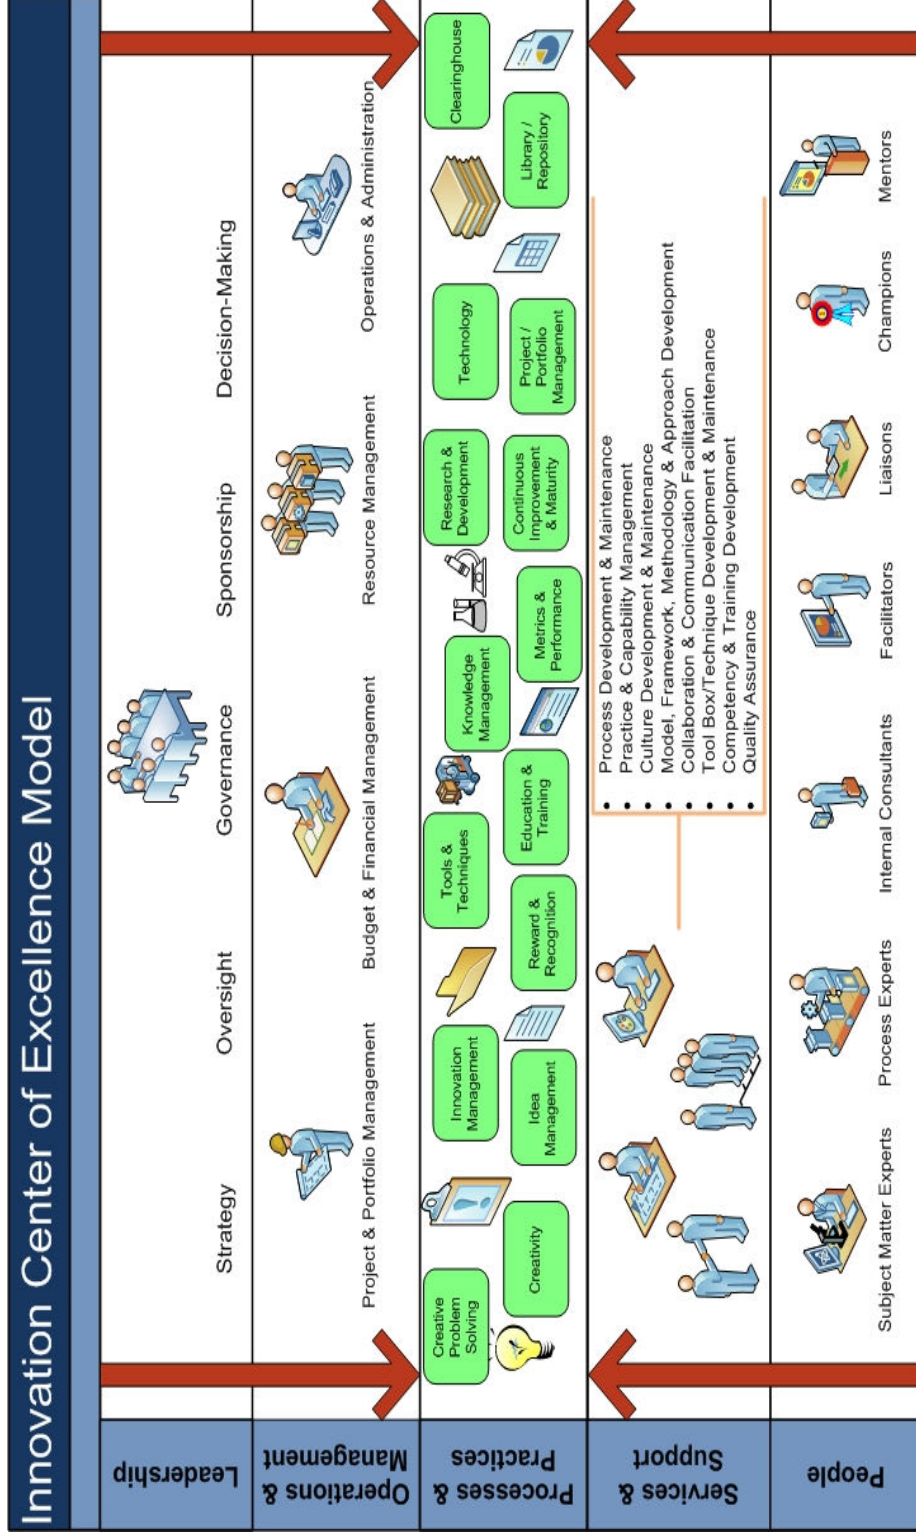 Innovation Center of Excellence Model
Leadership
Strategy
Oversight
Governance
Sponsorship
Decision-Making
Operations &
Management
Project & Portfolio Management
Budget & Financial Management
Resource Management
Operations & Administration
Processes &
Practices
Creative
Problem
Solving
Creativity
Innovation
Management
Idea
Management
Tools &
Techniques
Reward &
Recognition
Education &
Training
Knowledge
Management
Metrics &
Performance
Research &
Development
Continuous
Improvement
& Maturity
Technology
Project /
Portfolio
Management
Clearinghouse
Library /
Repository
Services &
Support
• Process Development & Maintenance
• Practice & Capability Management
• Culture Development & Maintenance
• Model, Framework, Methodology & Approach Development
• Collaboration & Communication Facilitation
• Tool Box/Technique Development & Maintenance
• Competency & Training Development
• Quality Assurance
People
Subject Matter Experts
Process Experts
Internal Consultants
Facilitators
Liaisons
Champions
Mentors